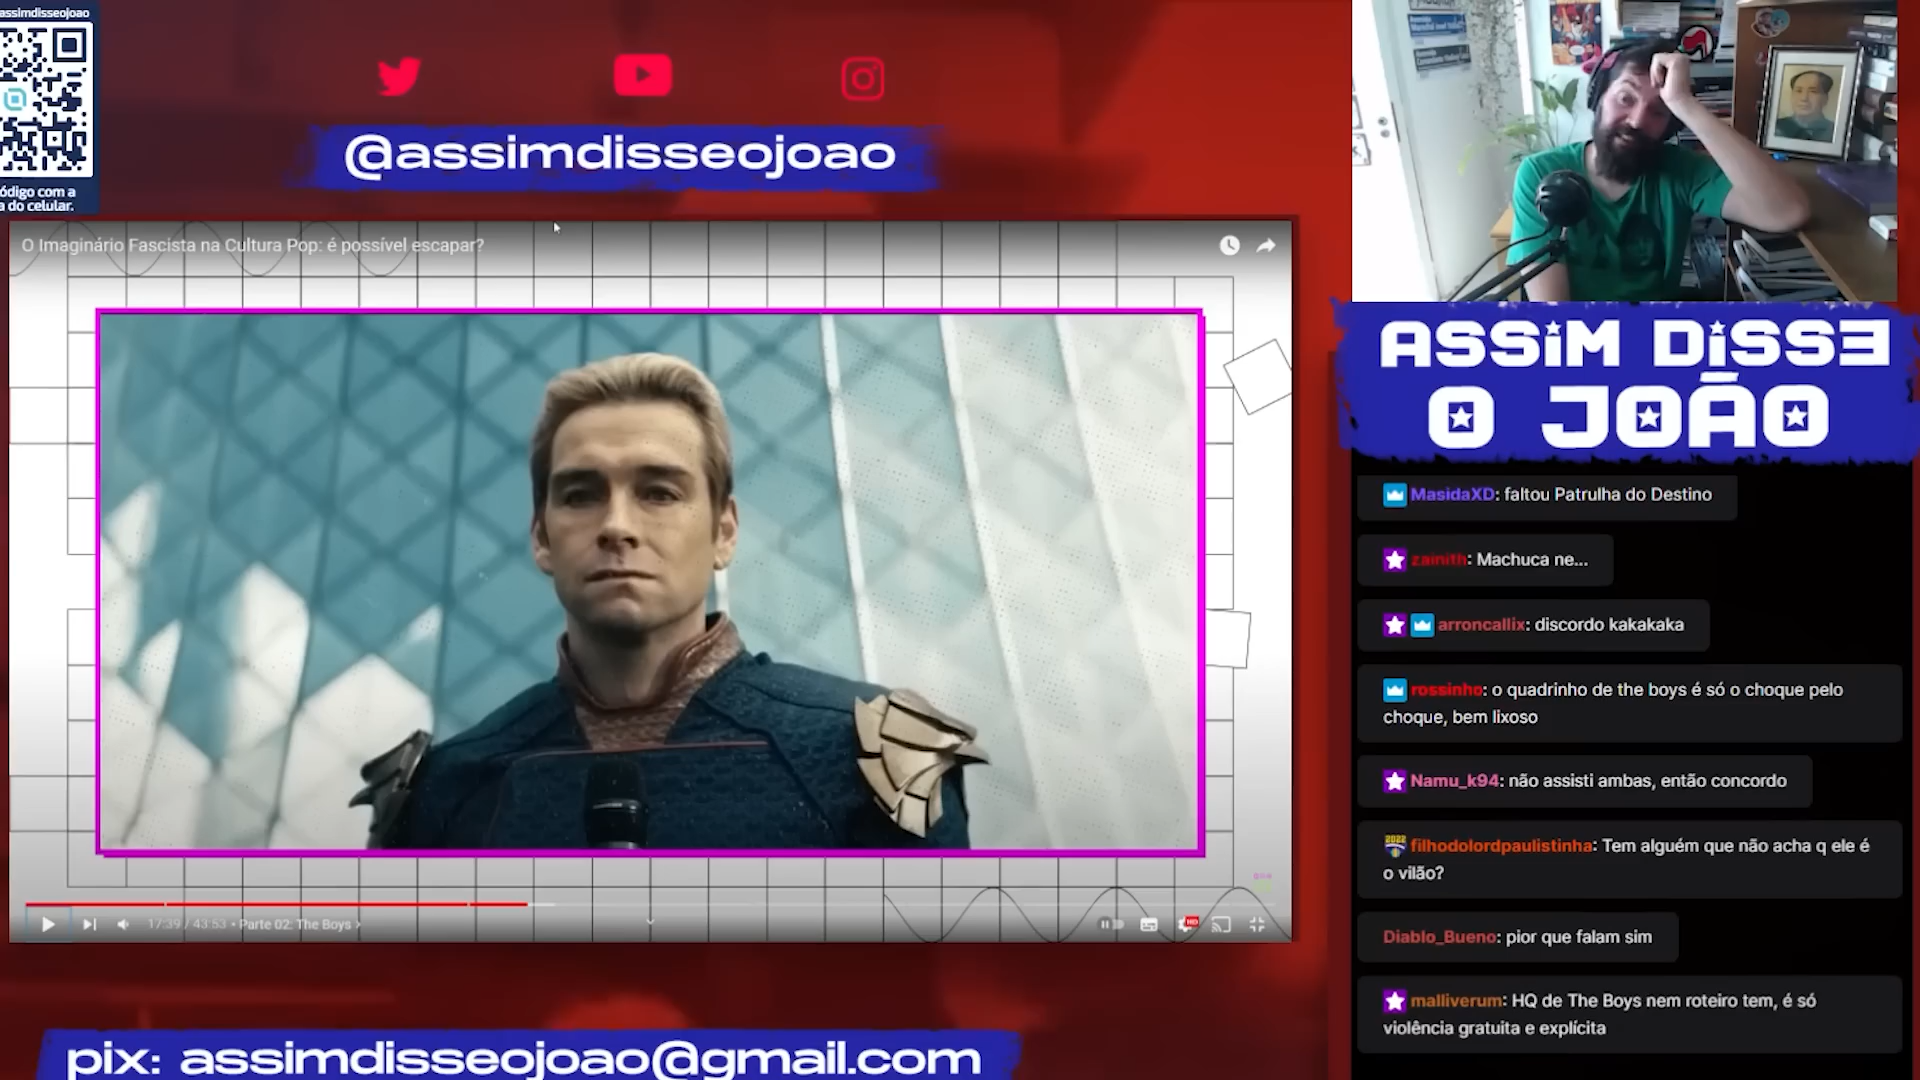 assimdisseojoao
ódigo com a
a do celular.
@assimdisseojoao
O Imaginário Fascista na Cultura Pop: é possível escapar?
17:39 / 43:53 • Parte 02: The Boys >
HD
pix: assimdisseojoao@gmail.com
ASSiM DiSSE
O JOÃO
MasidaXD: faltou Patrulha do Destino
zainith: Machuca ne...
arroncallix: discordo kakakaka
rossinho: o quadrinho de the boys é só o choque pelo
choque, bem lixoso
Namu_k94: não assisti ambas, então concordo
2022
filhodolordpaulistinha: Tem alguém que não acha q ele é
o vilão?
Diablo_Bueno: pior que falam sim
malliverum: HQ de The Boys nem roteiro tem, é só
violência gratuita e explícita